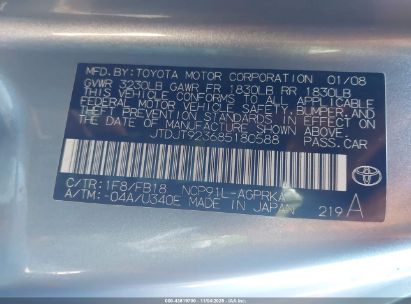 MFD.BY: TOYOTA MOTOR CORPORATION 01/08
GVWR 3230LB GAWR FR 1830LB RR 1830LB
THIS VEHICLE CONFORMS TO ALL APPLICABLE
FEDERAL MOTOR VEHICLE SAFETY, BUMPER, AND
THEFT PREVENTION STANDARDS IN EFFECT ON
THE DATE OF MANUFACTURE SHOWN ABOVE.
JTDJT923685180588 PASS.CAR
C/TR: 1F8/FB18 NCP91L-AGPRKA
A/TM: -04A/U340E MADE IN JAPAN
219 A
TOYOTA